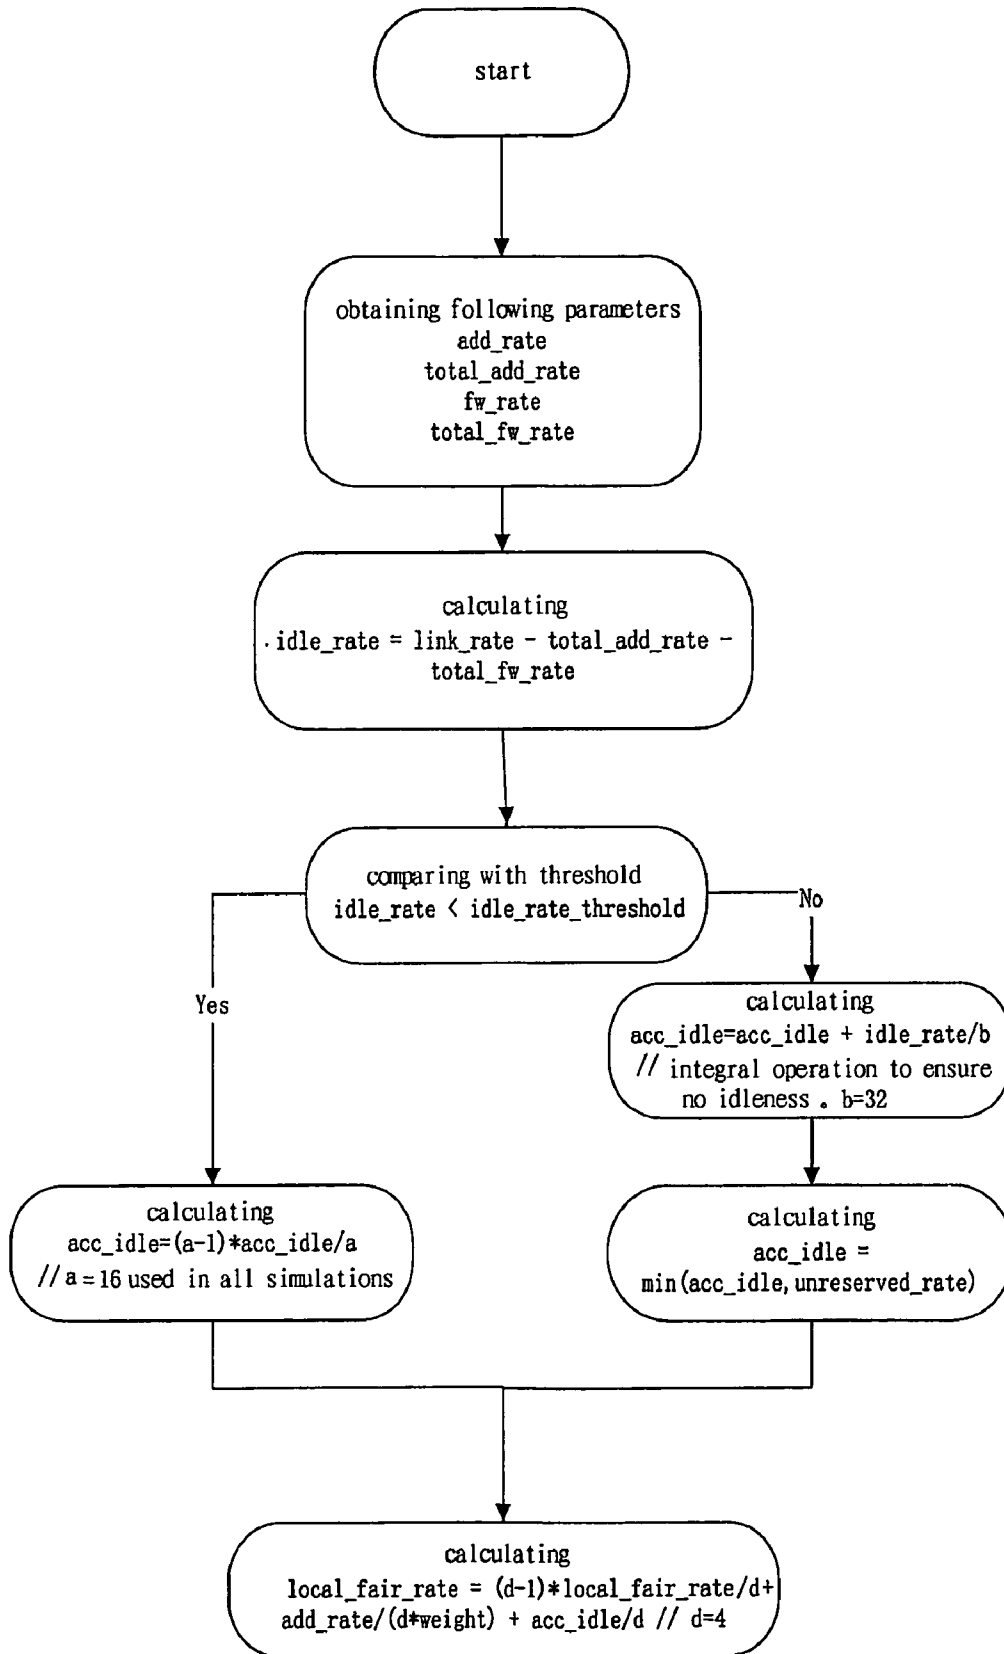 start
obtaining following parameters
add_rate
total_add_rate
fw_rate
total_fw_rate
calculating
idle_rate = link_rate - total_add_rate -
total_fw_rate
comparing with threshold
idle_rate < idle_rate_threshold
No
Yes
calculating
acc_idle=acc_idle + idle_rate/b
// integral operation to ensure
no idleness 。 b=32
calculating
acc_idle=(a-1)*acc_idle/a
//a=16 used in all simulations
calculating
acc_idle =
min(acc_idle,unreserved_rate)
calculating
local_fair_rate = (d-1)*local_fair_rate/d+
add_rate/(d*weight) + acc_idle/d // d=4